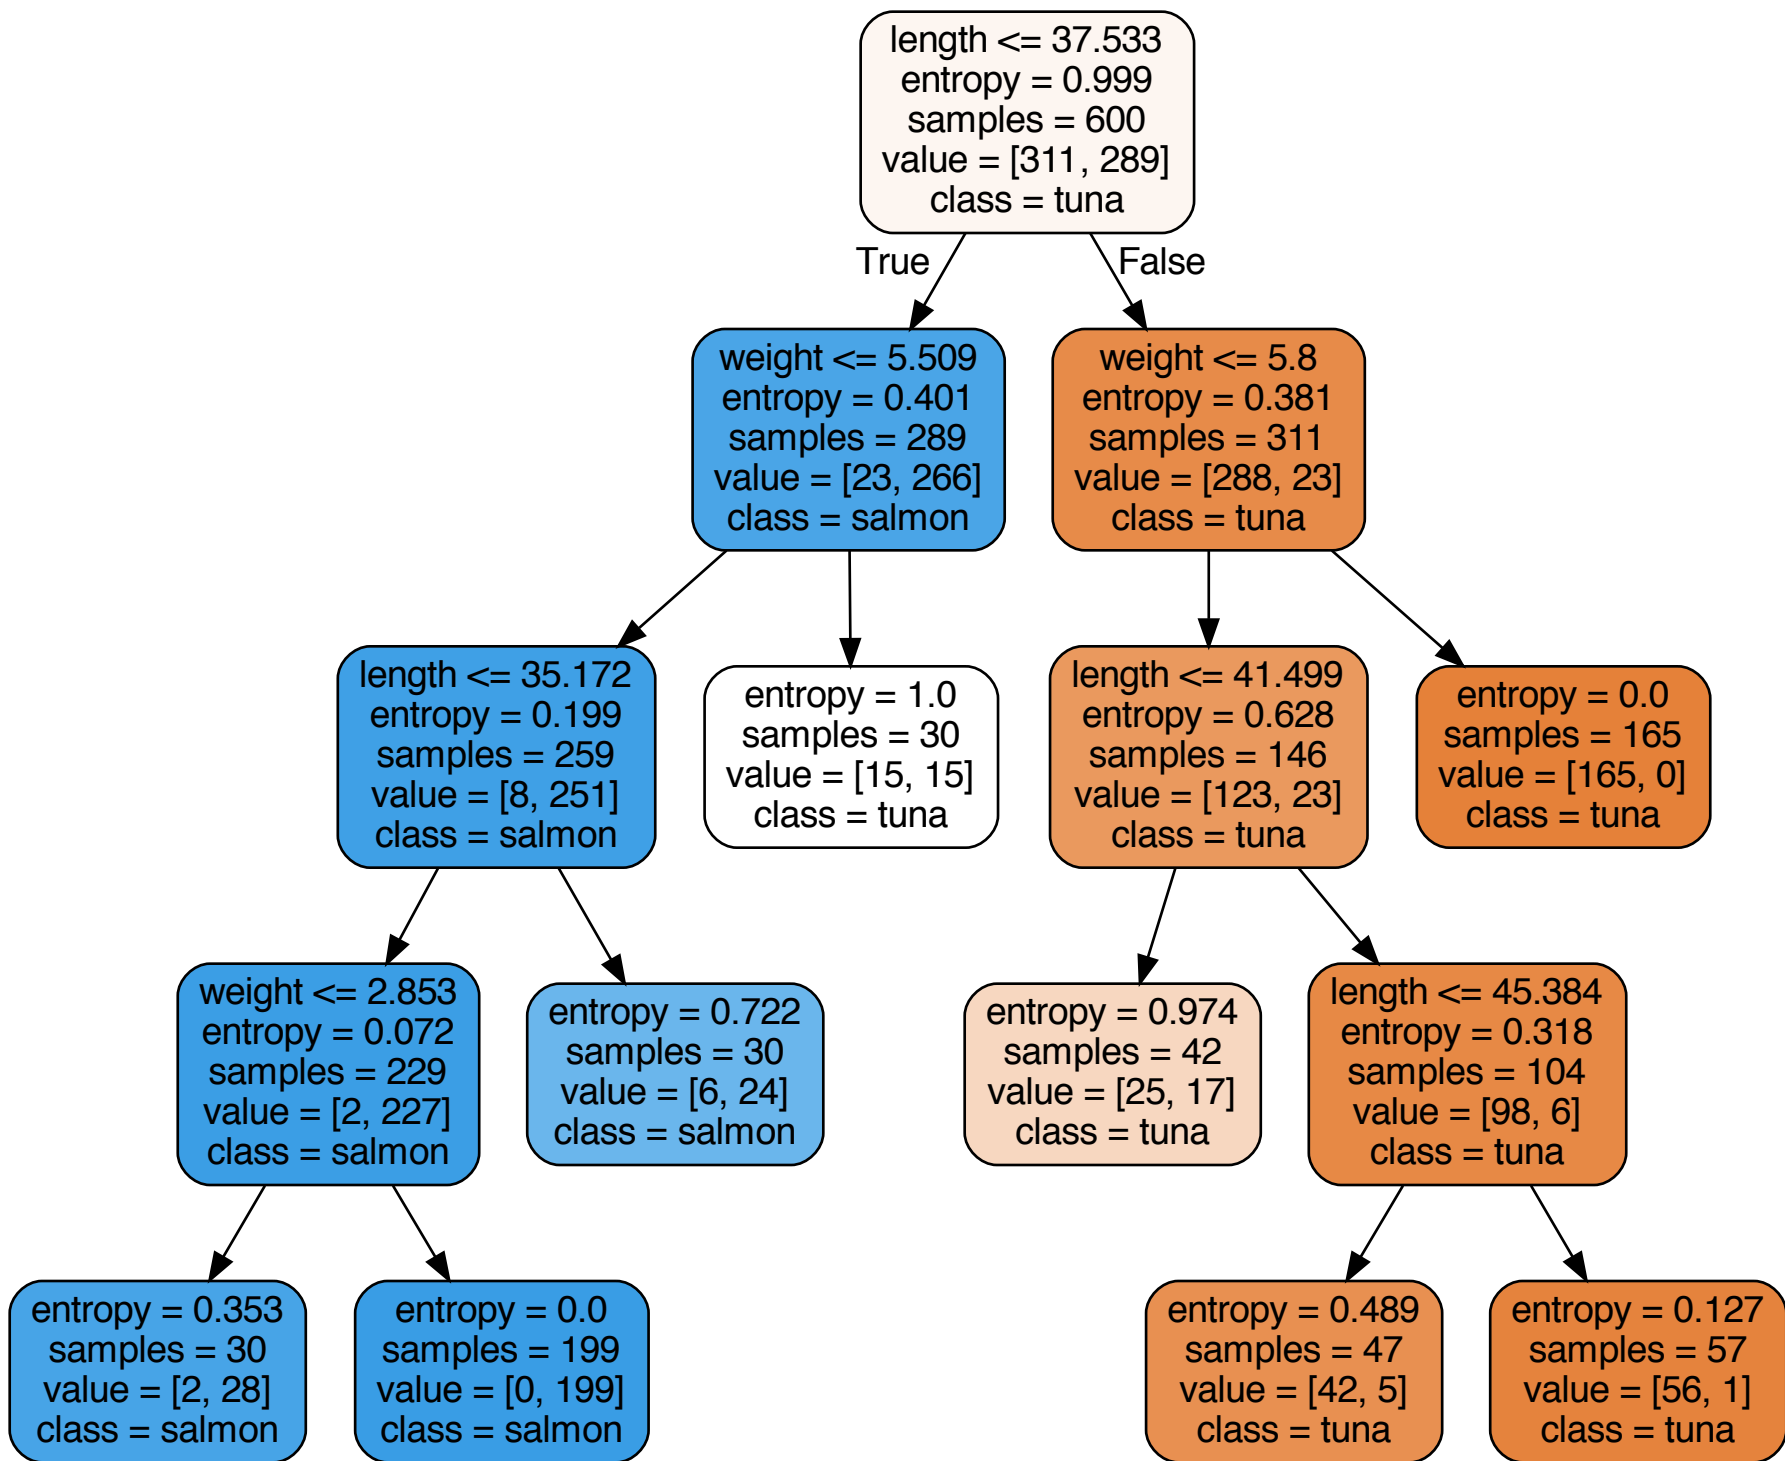 length <= 37.533
entropy = 0.999
samples = 600
value = [311, 289]
class = tuna
True
False
weight <= 5.509
entropy = 0.401
samples = 289
value = [23, 266]
class = salmon
weight <= 5.8
entropy = 0.381
samples = 311
value = [288, 23]
class = tuna
length <= 35.172
entropy = 0.199
samples = 259
value = [8, 251]
class = salmon
entropy = 1.0
samples = 30
value = [15, 15]
class = tuna
length <= 41.499
entropy = 0.628
samples = 146
value = [123, 23]
class = tuna
entropy = 0.0
samples = 165
value = [165, 0]
class = tuna
weight <= 2.853
entropy = 0.072
samples = 229
value = [2, 227]
class = salmon
entropy = 0.722
samples = 30
value = [6, 24]
class = salmon
entropy = 0.974
samples = 42
value = [25, 17]
class = tuna
length <= 45.384
entropy = 0.318
samples = 104
value = [98, 6]
class = tuna
entropy = 0.353
samples = 30
value = [2, 28]
class = salmon
entropy = 0.0
samples = 199
value = [0, 199]
class = salmon
entropy = 0.489
samples = 47
value = [42, 5]
class = tuna
entropy = 0.127
samples = 57
value = [56, 1]
class = tuna